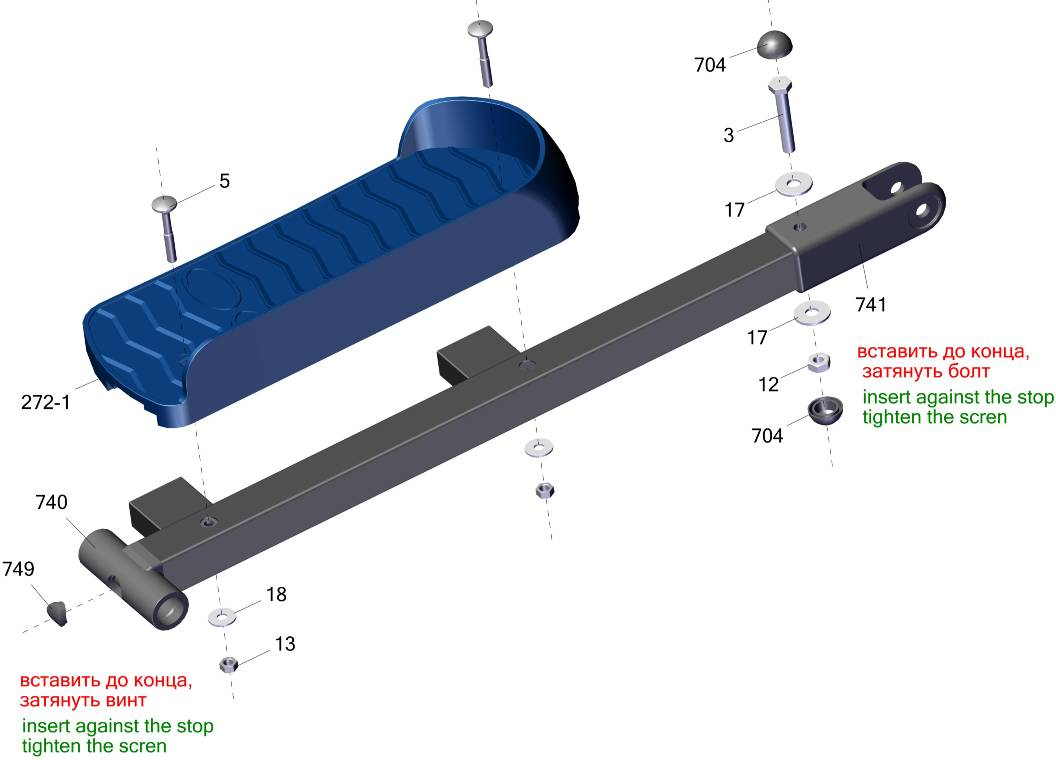 704
3
5
17
741
17
вставить до конца,
затянуть болт
12
insert against the stop
272-1
tighten the scren
704
740
749
18
13
вставить до конца,
затянуть винт
insert against the stop
tighten the scren